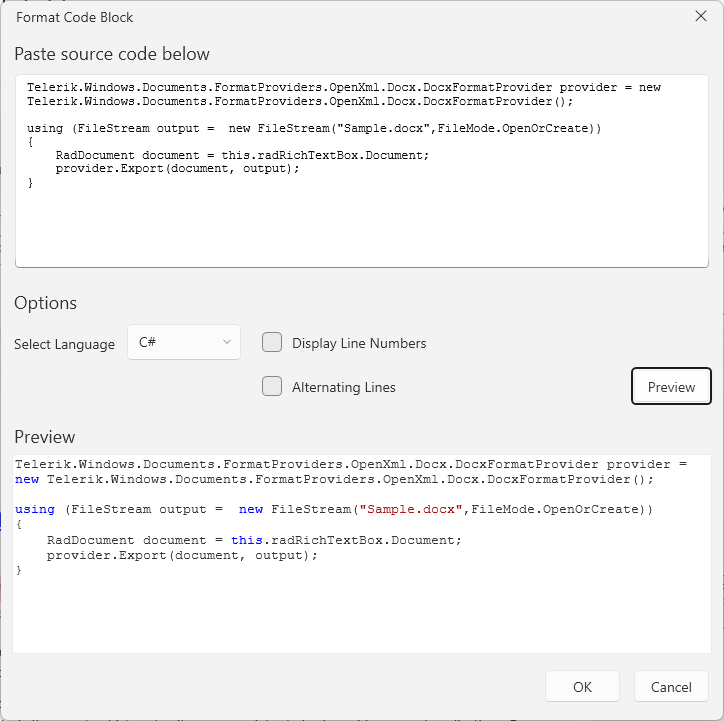 Format Code Block
Paste source code below
Telerik.Windows.Documents.FormatProviders.OpenXml.Docx.DocxFormatProvider provider = new
Telerik.Windows.Documents.FormatProviders.OpenXml.Docx.DocxFormatProvider();

using (FileStream output =  new FileStream("Sample.docx",FileMode.OpenOrCreate))
{
    RadDocument document = this.radRichTextBox.Document;
    provider.Export(document, output);
}
Options
Select Language C# Display Line Numbers
Alternating Lines Preview
Preview
Telerik.Windows.Documents.FormatProviders.OpenXml.Docx.DocxFormatProvider provider =
new Telerik.Windows.Documents.FormatProviders.OpenXml.Docx.DocxFormatProvider();

using (FileStream output =  new FileStream("Sample.docx",FileMode.OpenOrCreate))
{
    RadDocument document = this.radRichTextBox.Document;
    provider.Export(document, output);
}
OK Cancel